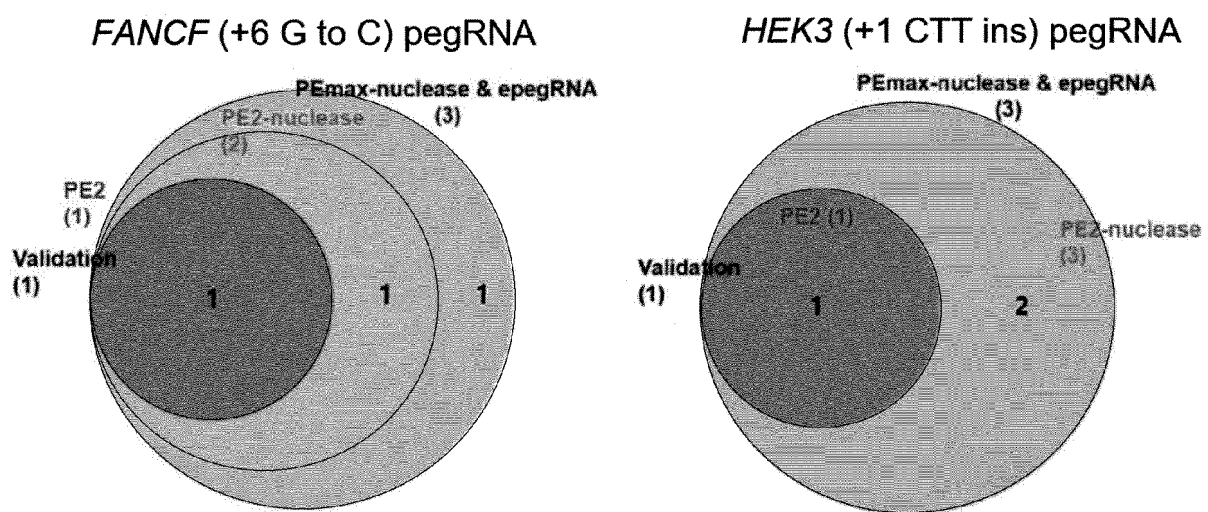 FANCF (+6 G to C) pegRNA
PEmax-nuclease & epegRNA
(3)
PE2-nuclease
(2)
PE2
(1)
Validation
(1)
1
1
1
HEK3 (+1 CTT ins) pegRNA
PEmax-nuclease & epegRNA
(3)
PE2 (1)
PE2-nuclease
(3)
Validation
(1)
1
2